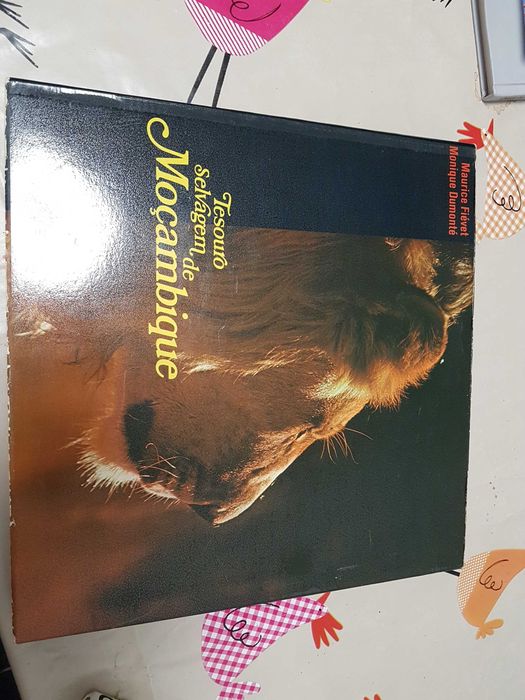 Maurice Fiévet
Monique Dumonté
Tesouro
Selvagem de
Moçambique